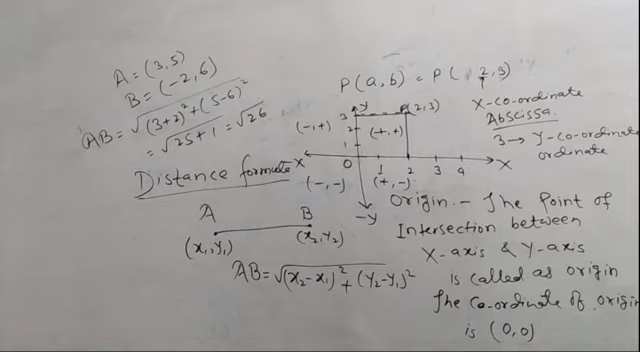 A = (3,5)
B = (-2,6)
AB = √(3+2)² + (5-6)²
= √25+1 = √26
Distance formula
A B
(x₁,y₁) (x₂,y₂)
AB = √(x₂-x₁)² + (y₂-y₁)²
P(a,b) = P(2,3)
X-co-ordinate
Abscissa
3 → Y-co-ordinate
ordinate
Y
3 P(2,3)
(-,+) 2 (+,+)
1
X 0 1 2 3 4 X
(-,-) (+,-)
-Y
Origin - The Point of
Intersection between
X-axis & Y-axis
is called as origin
The co-ordinate of origin
is (0,0)